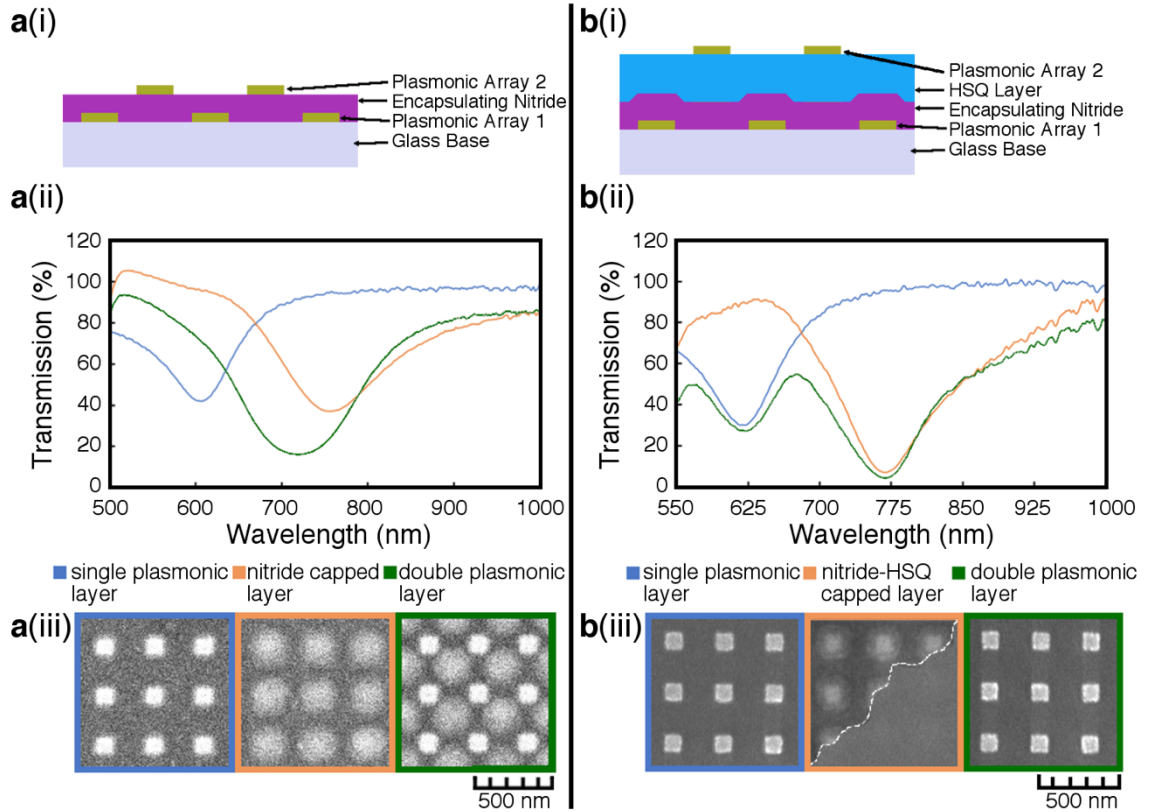 a(i)
Plasmonic Array 2
Encapsulating Nitride
Plasmonic Array 1
Glass Base
a(ii)
120
100
80
60
40
20
0
Transmission (%)
500 600 700 800 900 1000
Wavelength (nm)
single plasmonic layer
nitride capped layer
double plasmonic layer
a(iii)
500 nm
b(i)
Plasmonic Array 2
HSQ Layer
Encapsulating Nitride
Plasmonic Array 1
Glass Base
b(ii)
120
100
80
60
40
20
0
Transmission (%)
550 625 700 775 850 925 1000
Wavelength (nm)
single plasmonic layer
nitride-HSQ capped layer
double plasmonic layer
b(iii)
500 nm